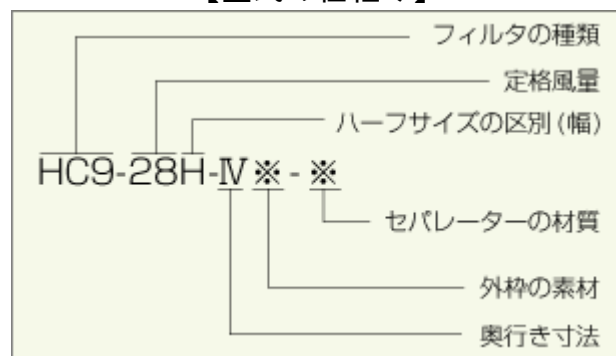 フィルタの種類
定格風量
ハーフサイズの区別(幅)
HC9-28H-Ⅳ※-※
セパレーターの材質
外枠の素材
奥行き寸法